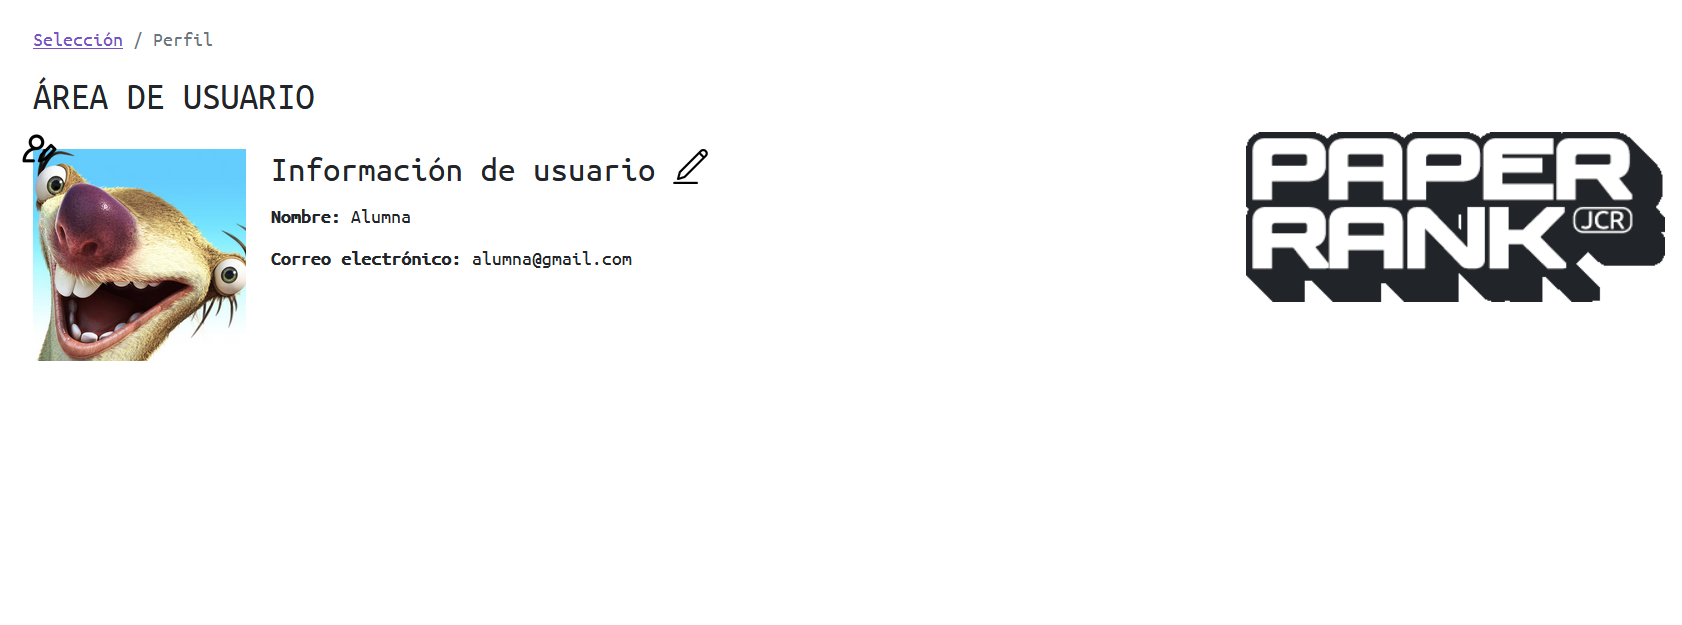 Selección / Perfil
ÁREA DE USUARIO
Información de usuario
Nombre: Alumna
Correo electrónico: alumna@gmail.com
PAPER
RANK JCR